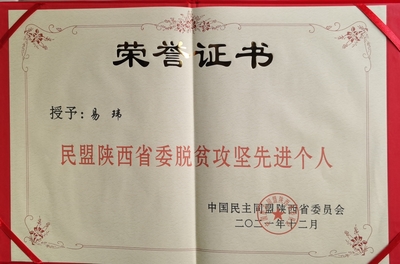 荣誉证书
授予：易玮
民盟陕西省委脱贫攻坚先进个人
中国民主同盟陕西省委员会
二〇二一年十二月